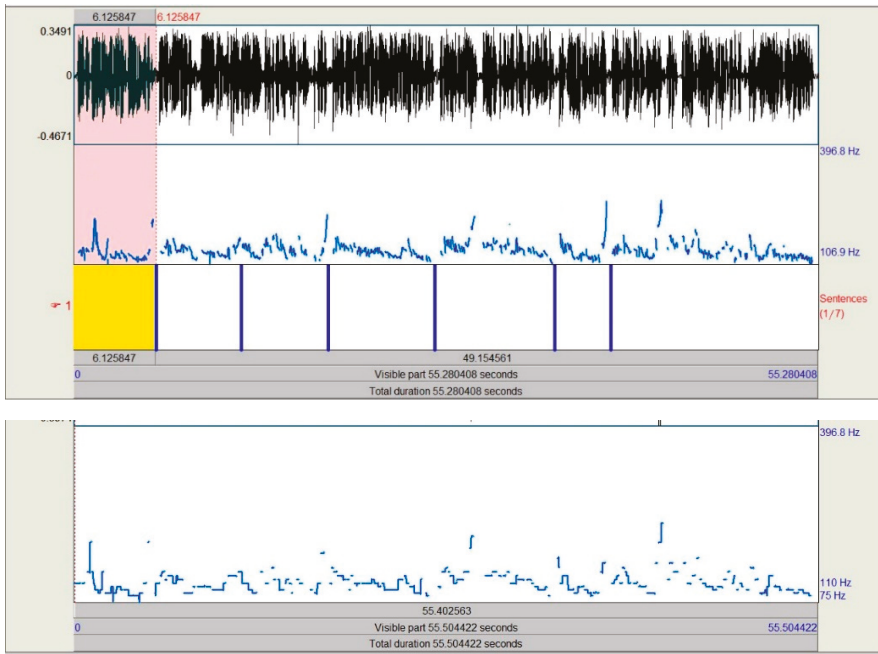 6.125847 6.125847
0.3491
0
-0.4671
396.8 Hz
106.9 Hz
1
Sentences
(1/7)
6.125847 49.154561
0 Visible part 55.280408 seconds 55.280408
Total duration 55.280408 seconds
396.8 Hz
110 Hz
75 Hz
55.402563
0 Visible part 55.504422 seconds 55.504422
Total duration 55.504422 seconds